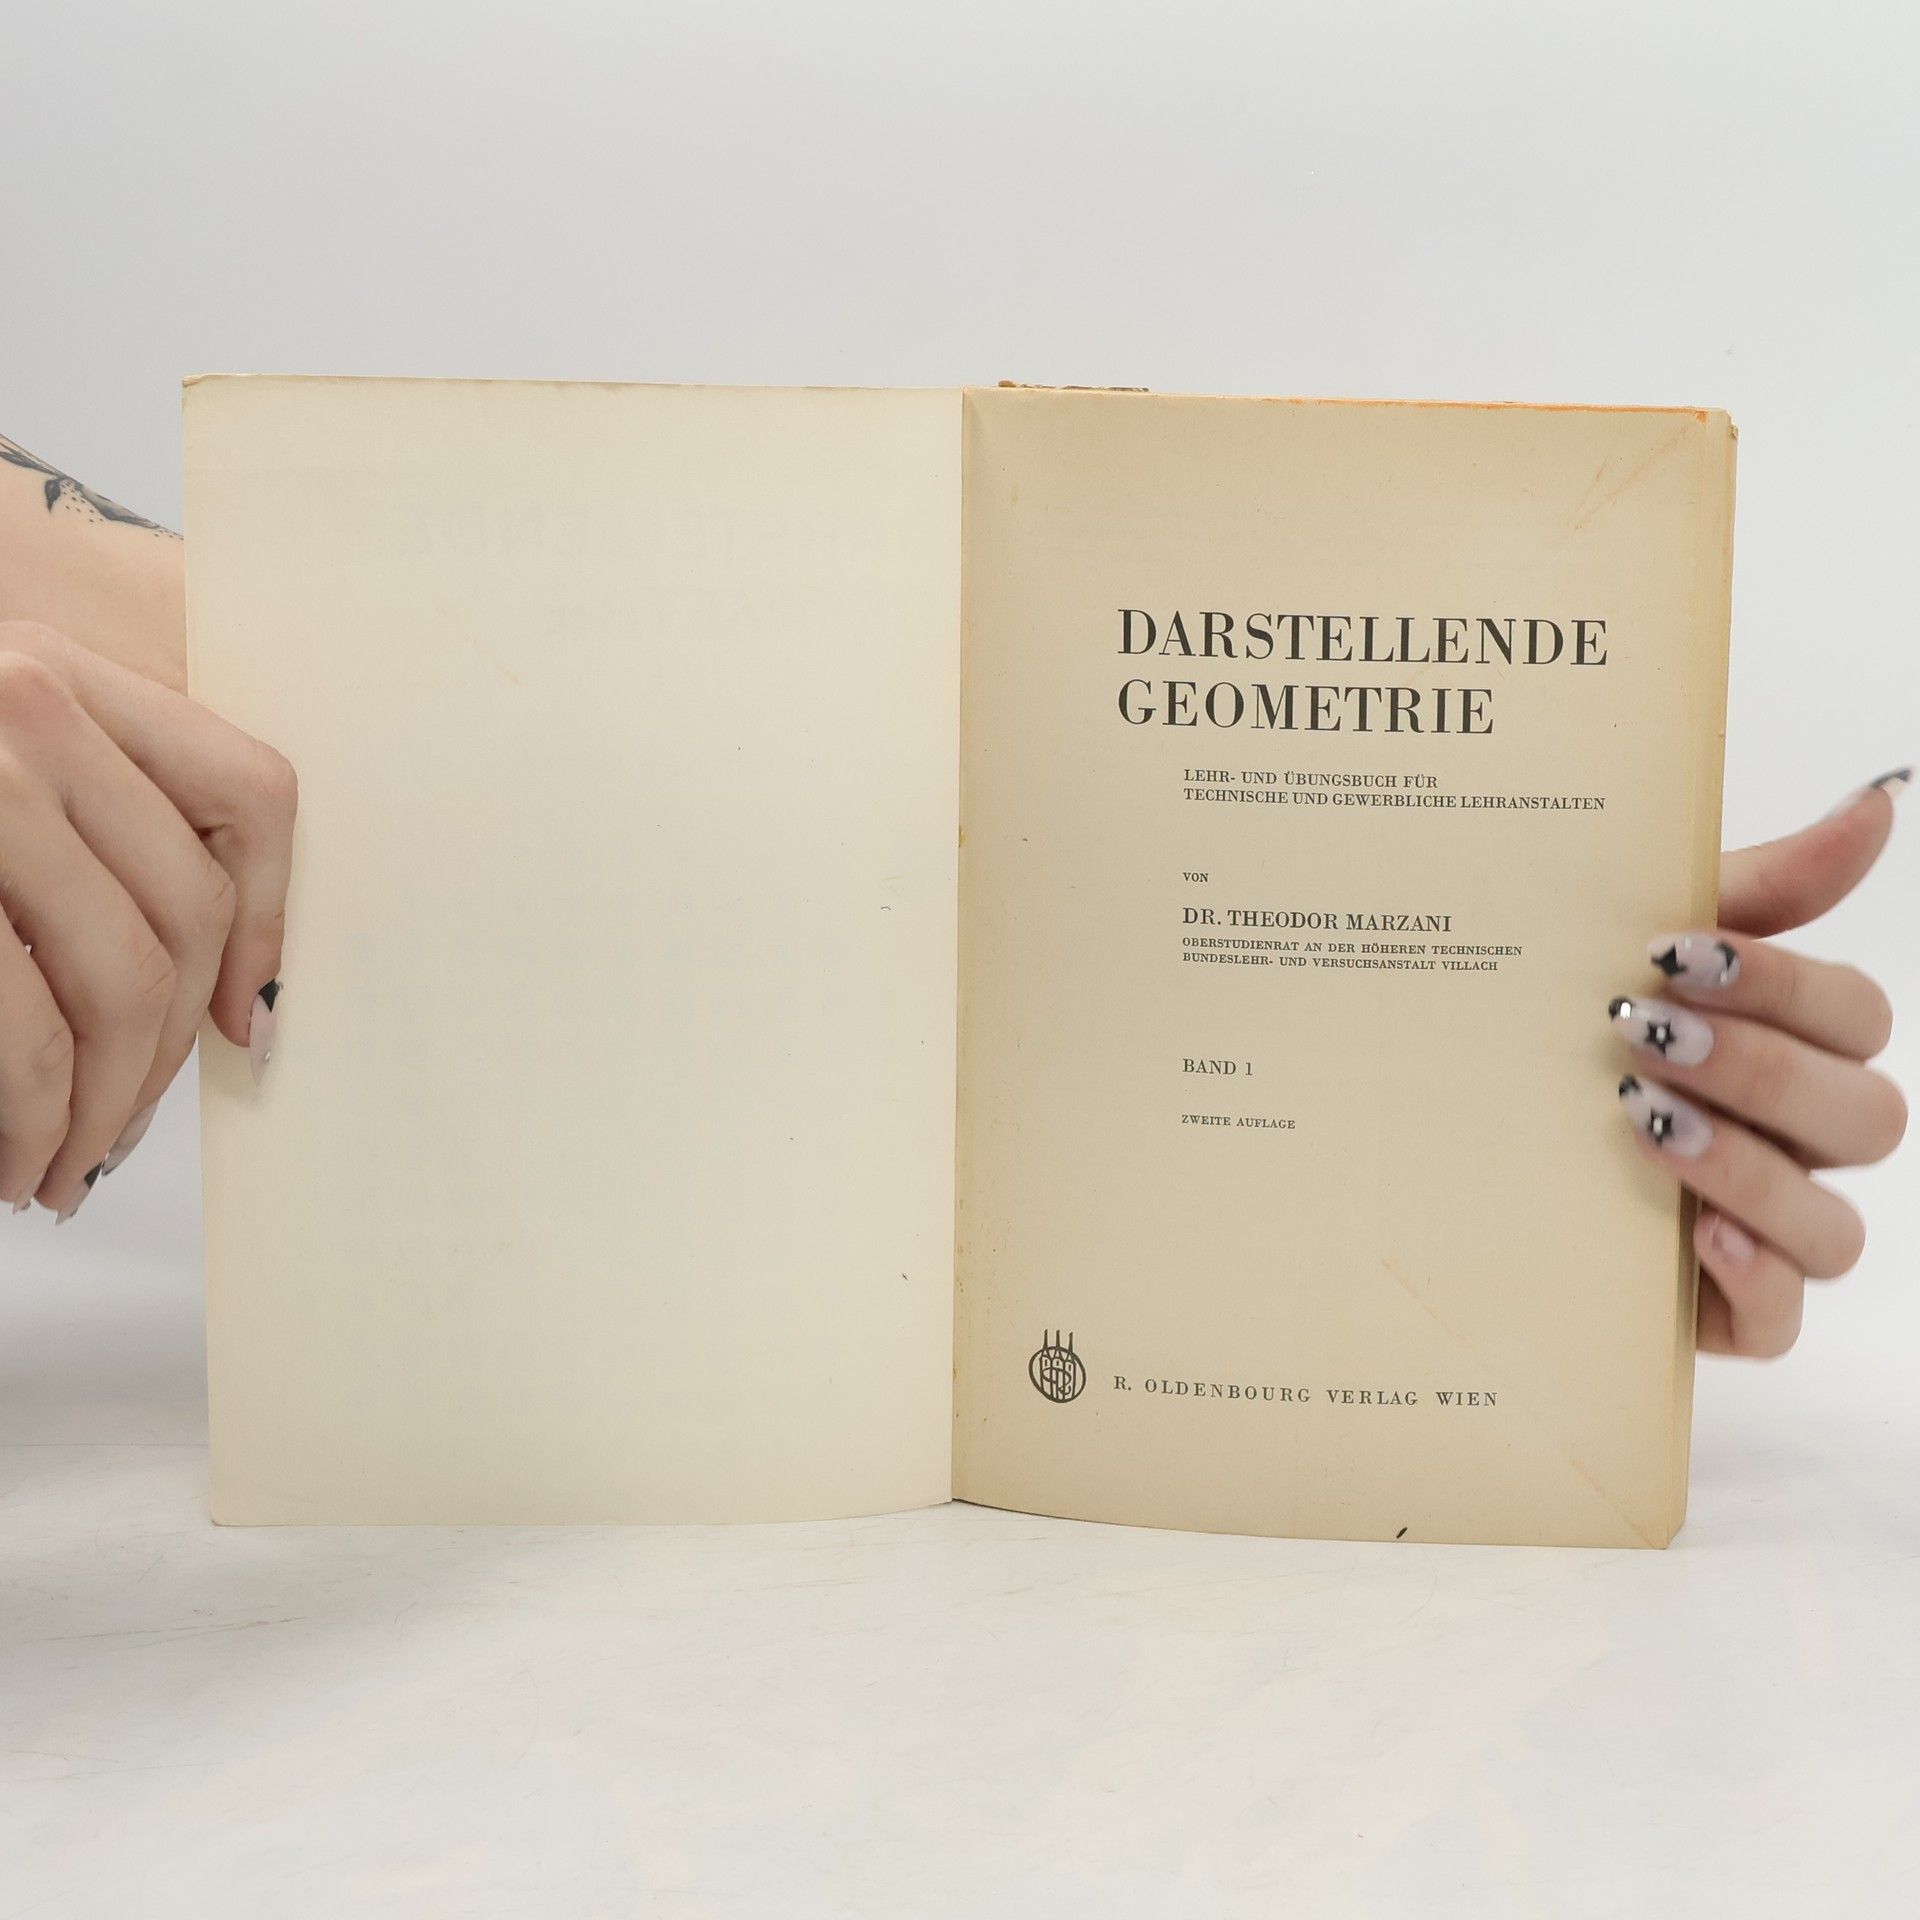 DARSTELLENDE
GEOMETRIE
LEHR- UND ÜBUNGSBUCH FÜR
TECHNISCHE UND GEWERBLICHE LEHRANSTALTEN
VON
DR. THEODOR MARZANI
OBERSTUDIENRAT AN DER HÖHEREN TECHNISCHEN
BUNDESLEHR- UND VERSUCHSANSTALT VILLACH
BAND 1
ZWEITE AUFLAGE
R. OLDENBOURG VERLAG WIEN